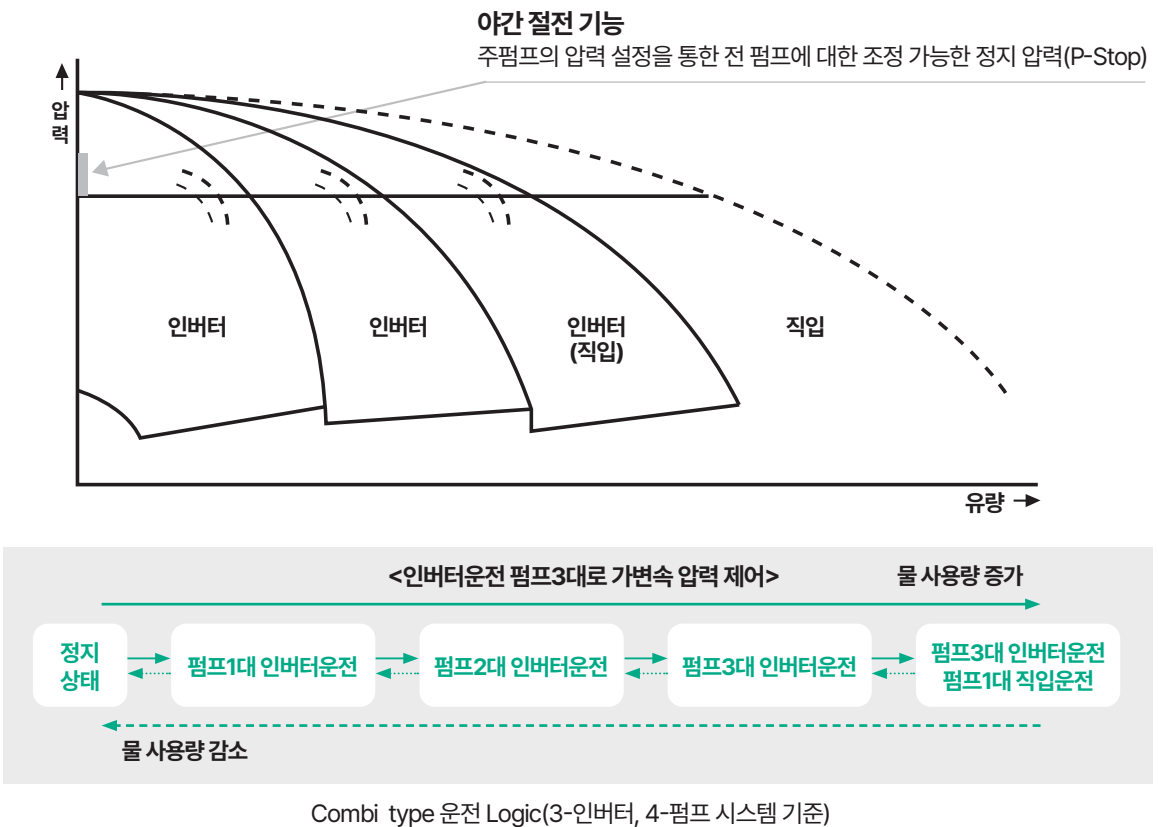 야간 절전 기능
주펌프의 압력 설정을 통한 전 펌프에 대한 조정 가능한 정지 압력(P-Stop)
압
력
인버터
인버터
인버터
(직입)
직입
유량
<인버터운전 펌프3대로 가변속 압력 제어>
물 사용량 증가
정지
상태
펌프1대 인버터운전
펌프2대 인버터운전
펌프3대 인버터운전
펌프3대 인버터운전
펌프1대 직입운전
물 사용량 감소
Combi type 운전 Logic(3-인버터, 4-펌프 시스템 기준)